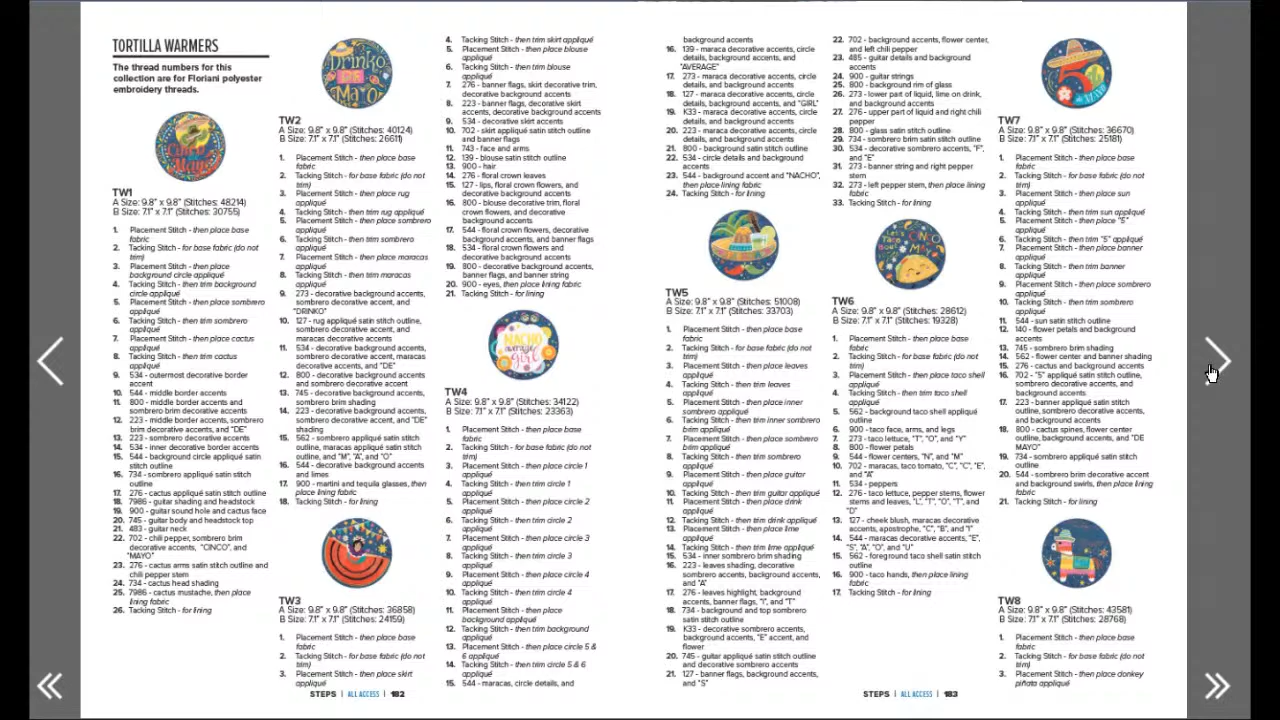 TORTILLA WARMERS
The thread numbers for this
collection are for Floriani polyester
embroidery threads.
TW1
A Size: 9.8" x 9.8" (Stitches: 48214)
B Size: 7.1" x 7.1" (Stitches: 30755)
1. Placement Stitch - then place base
fabric
2. Tacking Stitch - for base fabric (do not
trim)
3. Placement Stitch - then place
background circle appliqué
4. Tacking Stitch - then trim background
circle appliqué
5. Placement Stitch - then place sombrero
appliqué
6. Tacking Stitch - then trim sombrero
appliqué
7. Placement Stitch - then place cactus
appliqué
8. Tacking Stitch - then trim cactus
appliqué
9. 534 - outermost decorative border
accent
10. 544 - middle border accents
11. 800 - middle border accents and
sombrero brim decorative accents
12. 223 - middle border accents, sombrero
brim decorative accents, and "DE"
13. 223 - sombrero decorative accents
14. 534 - inner decorative border accents
15. 544 - background circle appliqué satin
stitch outline
16. 734 - sombrero appliqué satin stitch
outline
17. 276 - cactus appliqué satin stitch outline
18. 7986 - guitar shading and headstock
19. 900 - guitar sound hole and cactus face
20. 745 - guitar body and headstock top
21. 483 - guitar neck
22. 702 - chili pepper, sombrero brim
decorative accents, "CINCO", and
"MAYO"
23. 276 - cactus arms satin stitch outline and
chili pepper stem
24. 734 - cactus head shading
25. 7986 - cactus mustache, then place
lining fabric
26. Tacking Stitch - for lining
Drinko
DE
Mayo
TW2
A Size: 9.8" x 9.8" (Stitches: 40124)
B Size: 7.1" x 7.1" (Stitches: 26611)
1. Placement Stitch - then place base
fabric
2. Tacking Stitch - for base fabric (do not
trim)
3. Placement Stitch - then place rug
appliqué
4. Tacking Stitch - then trim rug appliqué
5. Placement Stitch - then place sombrero
appliqué
6. Tacking Stitch - then trim sombrero
appliqué
7. Placement Stitch - then place maracas
appliqué
8. Tacking Stitch - then trim maracas
appliqué
9. 273 - decorative background accents,
sombrero decorative accent, and
"DRINKO"
10. 127 - rug appliqué satin stitch outline,
sombrero decorative accent, and
maracas decorative accents
11. 534 - decorative background accents,
sombrero decorative accent, maracas
decorative accents, and "DE"
12. 800 - decorative background accents
and sombrero decorative accent
13. 745 - decorative background accents,
sombrero brim shading
14. 223 - decorative background accents,
sombrero decorative accent, and "DE"
shading
15. 562 - sombrero appliqué satin stitch
outline, maracas appliqué satin stitch
outline, and "M", "A", and "O"
16. 544 - decorative background accents
and limes
17. 900 - martini and tequila glasses, then
place lining fabric
18. Tacking Stitch - for lining
TW3
A Size: 9.8" x 9.8" (Stitches: 36858)
B Size: 7.1" x 7.1" (Stitches: 24159)
1. Placement Stitch - then place base
fabric
2. Tacking Stitch - for base fabric (do not
trim)
3. Placement Stitch - then place skirt
appliqué
4. Tacking Stitch - then trim skirt appliqué
5. Placement Stitch - then place blouse
appliqué
6. Tacking Stitch - then trim blouse
appliqué
7. 276 - banner flags, skirt decorative trim,
decorative background accents
8. 223 - banner flags, decorative skirt
accents, decorative background accents
9. 534 - decorative skirt accents
10. 702 - skirt appliqué satin stitch outline
and banner flags
11. 743 - face and arms
12. 139 - blouse satin stitch outline
13. 900 - hair
14. 276 - floral crown leaves
15. 127 - lips, floral crown flowers, and
decorative background accents
16. 800 - blouse decorative trim, floral
crown flowers, and decorative
background accents
17. 544 - floral crown flowers, decorative
background accents, and banner flags
18. 534 - floral crown flowers and
decorative background accents
19. 800 - decorative background accents,
banner flags, and banner string
20. 900 - eyes, then place lining fabric
21. Tacking Stitch - for lining
NACHO
average
girl
TW4
A Size: 9.8" x 9.8" (Stitches: 34122)
B Size: 7.1" x 7.1" (Stitches: 23363)
1. Placement Stitch - then place base
fabric
2. Tacking Stitch - for base fabric (do not
trim)
3. Placement Stitch - then place circle 1
appliqué
4. Tacking Stitch - then trim circle 1
appliqué
5. Placement Stitch - then place circle 2
appliqué
6. Tacking Stitch - then trim circle 2
appliqué
7. Placement Stitch - then place circle 3
appliqué
8. Tacking Stitch - then trim circle 3
appliqué
9. Placement Stitch - then place circle 4
appliqué
10. Tacking Stitch - then trim circle 4
appliqué
11. Placement Stitch - then place
background appliqué
12. Tacking Stitch - then trim background
appliqué
13. Placement Stitch - then place circle 5 &
6 appliqué
14. Tacking Stitch - then trim circle 5 & 6
appliqué
15. 544 - maracas, circle details, and
STEPS | ALL ACCESS | 182
background accents
16. 139 - maraca decorative accents, circle
details, background accents, and
"AVERAGE"
17. 273 - maraca decorative accents, circle
details, and background accents
18. 127 - maraca decorative accents, circle
details, background accents, and "GIRL"
19. K33 - maraca decorative accents, circle
details, and background accents
20. 223 - maraca decorative accents, circle
details, and background accents
21. 800 - background satin stitch outline
22. 534 - circle details and background
accents
23. 544 - background accent and "NACHO",
then place lining fabric
24. Tacking Stitch - for lining
TW5
A Size: 9.8" x 9.8" (Stitches: 51008)
B Size: 7.1" x 7.1" (Stitches: 33703)
1. Placement Stitch - then place base
fabric
2. Tacking Stitch - for base fabric (do not
trim)
3. Placement Stitch - then place leaves
appliqué
4. Tacking Stitch - then trim leaves
appliqué
5. Placement Stitch - then place inner
sombrero appliqué
6. Tacking Stitch - then trim inner sombrero
brim appliqué
7. Placement Stitch - then place sombrero
brim appliqué
8. Tacking Stitch - then trim sombrero
appliqué
9. Placement Stitch - then place guitar
appliqué
10. Tacking Stitch - then trim guitar appliqué
11. Placement Stitch - then place drink
appliqué
12. Tacking Stitch - then trim drink appliqué
13. Placement Stitch - then place lime
appliqué
14. Tacking Stitch - then trim lime appliqué
15. 534 - inner sombrero brim shading
16. 223 - leaves shading, decorative
sombrero accents, background accents,
and "A"
17. 276 - leaves highlight, background
accents, banner flags, "I", and "T"
18. 734 - background and top sombrero
satin stitch outline
19. K33 - decorative sombrero accents,
background accents, "E" accent, and
flower
20. 745 - guitar appliqué satin stitch outline
and decorative sombrero accents
21. 127 - banner flags, background accents,
and "S"
22. 702 - background accents, flower center,
and left chili pepper
23. 485 - guitar details and background
accents
24. 900 - guitar strings
25. 800 - background rim of glass
26. 273 - lower part of liquid, lime on drink,
and background accents
27. 276 - upper part of liquid and right chili
pepper
28. 800 - glass satin stitch outline
29. 734 - sombrero brim satin stitch outline
30. 534 - decorative sombrero accents, "F",
and "E"
31. 273 - banner string and right pepper
stem
32. 273 - left pepper stem, then place lining
fabric
33. Tacking Stitch - for lining
TW6
A Size: 9.8" x 9.8" (Stitches: 28612)
B Size: 7.1" x 7.1" (Stitches: 19328)
1. Placement Stitch - then place base
fabric
2. Tacking Stitch - for base fabric (do not
trim)
3. Placement Stitch - then place taco shell
appliqué
4. Tacking Stitch - then trim taco shell
appliqué
5. 562 - background taco shell appliqué
outline
6. 900 - taco face, arms, and legs
7. 273 - taco lettuce, "T", "O", and "Y"
8. 800 - flower petals
9. 544 - flower centers, "N", and "M"
10. 702 - maracas, taco tomato, "C", "C", "E",
and "A"
11. 534 - peppers
12. 276 - taco lettuce, pepper stems, flower
stems and leaves, "L", "T", "O", "T", and
"D"
13. 127 - cheek blush, maracas decorative
accents, apostrophe, "C", "B", and "I"
14. 544 - maracas decorative accents, "E",
"S", "A", "O", and "U"
15. 562 - foreground taco shell satin stitch
outline
16. 900 - taco hands, then place lining
fabric
17. Tacking Stitch - for lining
TW7
A Size: 9.8" x 9.8" (Stitches: 36670)
B Size: 7.1" x 7.1" (Stitches: 25181)
1. Placement Stitch - then place base
fabric
2. Tacking Stitch - for base fabric (do not
trim)
3. Placement Stitch - then place sun
appliqué
4. Tacking Stitch - then trim sun appliqué
5. Placement Stitch - then place "5"
appliqué
6. Tacking Stitch - then trim "5" appliqué
7. Placement Stitch - then place banner
appliqué
8. Tacking Stitch - then trim banner
appliqué
9. Placement Stitch - then place sombrero
appliqué
10. Tacking Stitch - then trim sombrero
appliqué
11. 544 - sun satin stitch outline
12. 140 - flower petals and background
accents
13. 745 - sombrero brim shading
14. 562 - flower center and banner shading
15. 276 - cactus and background accents
16. 702 - "5" appliqué satin stitch outline,
sombrero decorative accents, and
background accents
17. 223 - banner appliqué satin stitch
outline, sombrero decorative accents,
and background accents
18. 800 - cactus spines, flower center
outline, background accents, and "DE
MAYO"
19. 734 - sombrero appliqué satin stitch
outline
20. 544 - sombrero brim decorative accent
and background swirls, then place lining
fabric
21. Tacking Stitch - for lining
TW8
A Size: 9.8" x 9.8" (Stitches: 43581)
B Size: 7.1" x 7.1" (Stitches: 28768)
1. Placement Stitch - then place base
fabric
2. Tacking Stitch - for base fabric (do not
trim)
3. Placement Stitch - then place donkey
piñata appliqué
STEPS | ALL ACCESS | 183